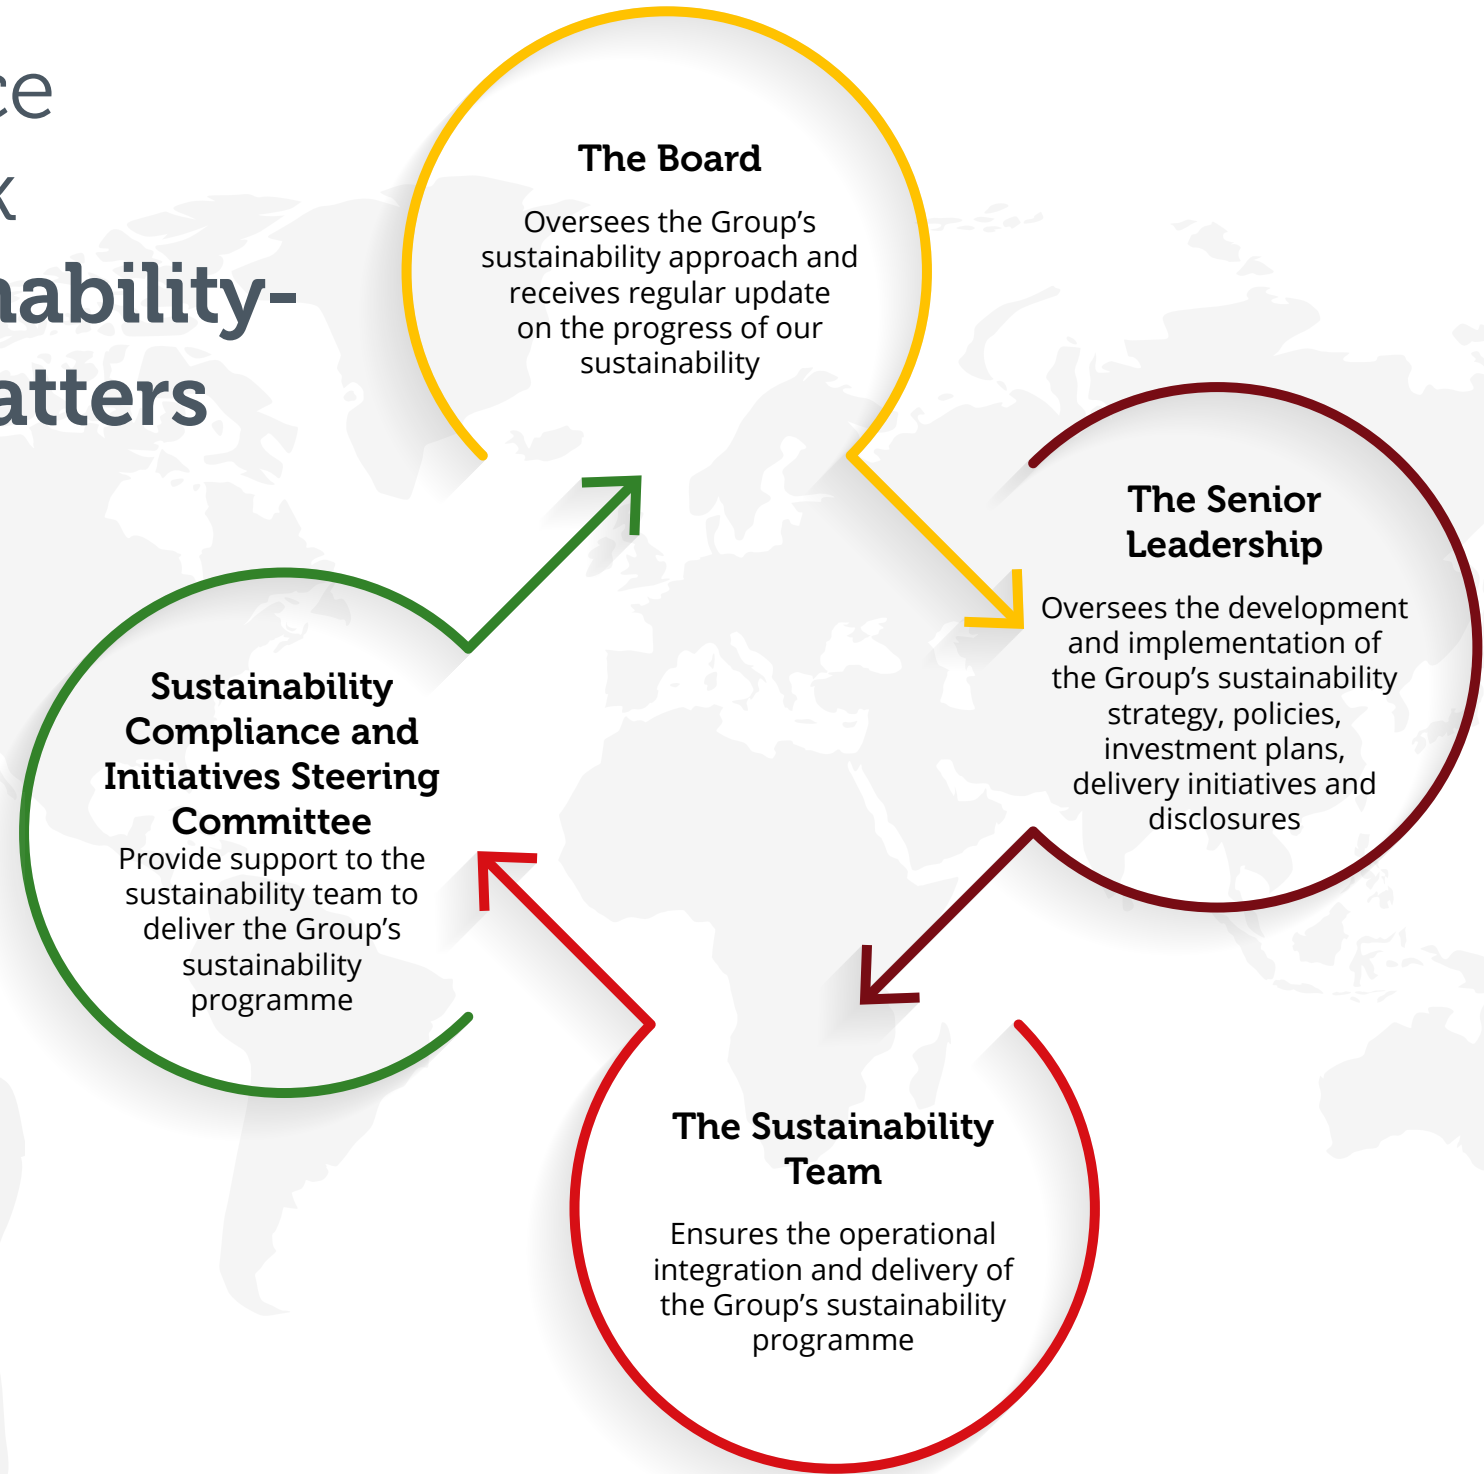 ce
x
nability-
atters
The Board
Oversees the Group’s
sustainability approach and
receives regular update
on the progress of our
sustainability
The Senior
Leadership
Oversees the development
and implementation of
the Group’s sustainability
strategy, policies,
investment plans,
delivery initiatives and
disclosures
Sustainability
Compliance and
Initiatives Steering
Committee
Provide support to the
sustainability team to
deliver the Group’s
sustainability
programme
The Sustainability
Team
Ensures the operational
integration and delivery of
the Group’s sustainability
programme